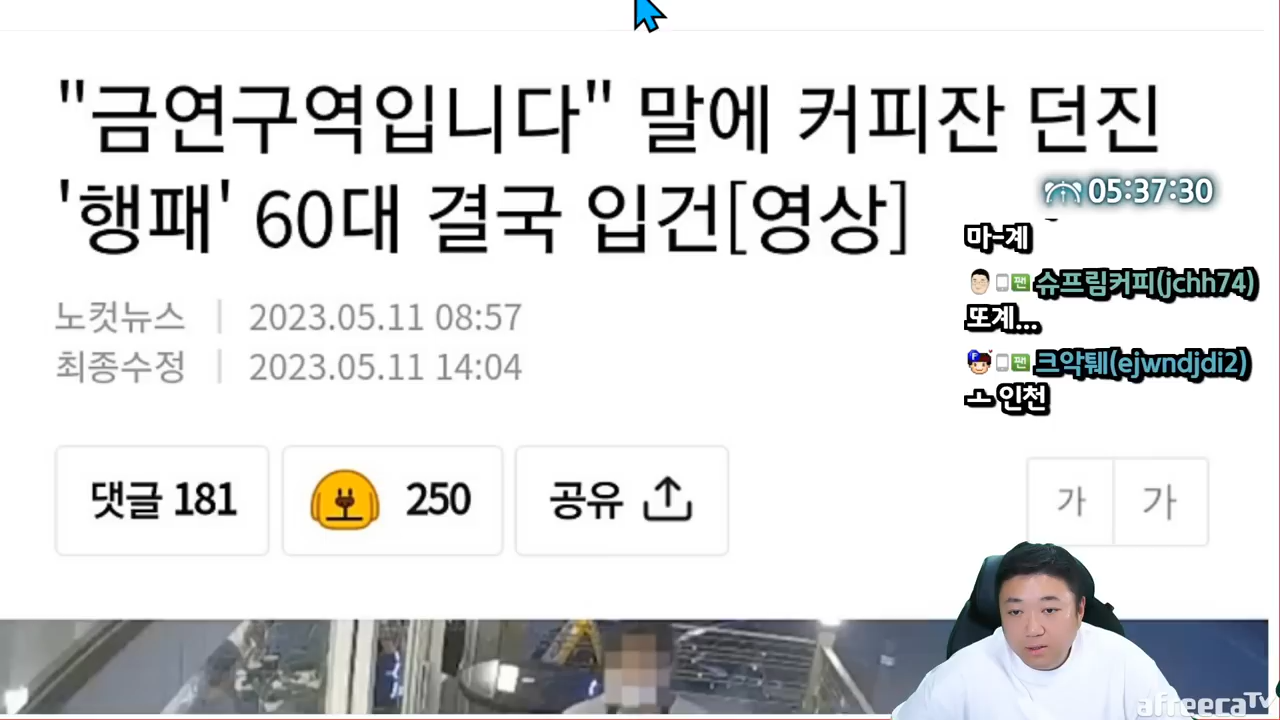 "금연구역입니다" 말에 커피잔 던진
'행패' 60대 결국 입건[영상]
노컷뉴스 | 2023.05.11 08:57
최종수정 | 2023.05.11 14:04
댓글 181
250
공유
가 가
05:37:30
마-계
팬 슈프림커피(jchh74)
또계...
팬 크악퉤(ejwndjdi2)
ㅗ 인천
afreecaTV